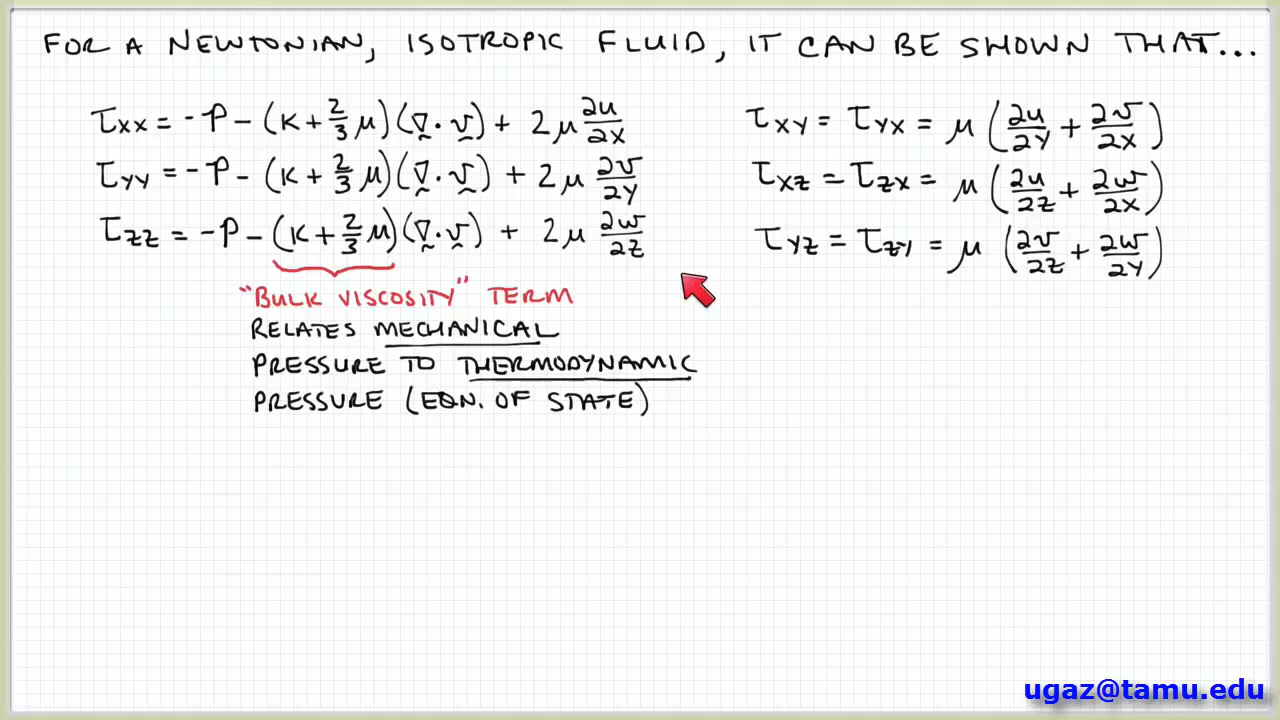 FOR A NEWTONIAN, ISOTROPIC FLUID, IT CAN BE SHOWN THAT...
τxx = -P - (K + 2/3 μ)(∇ · v) + 2μ ∂u/∂x
τyy = -P - (K + 2/3 μ)(∇ · v) + 2μ ∂v/∂y
τzz = -P - (K + 2/3 μ)(∇ · v) + 2μ ∂w/∂z
"BULK VISCOSITY" TERM
RELATES MECHANICAL
PRESSURE TO THERMODYNAMIC
PRESSURE (EQN. OF STATE)
τxy = τyx = μ (∂u/∂y + ∂v/∂x)
τxz = τzx = μ (∂u/∂z + ∂w/∂x)
τyz = τzy = μ (∂v/∂z + ∂w/∂y)
ugaz@tamu.edu